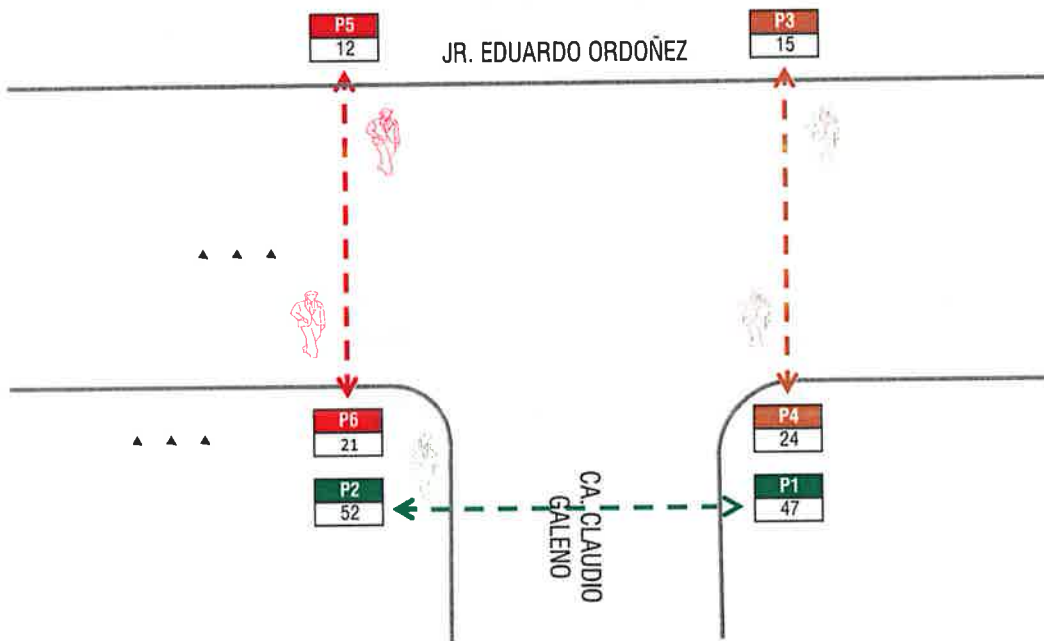 P5
12
JR. EDUARDO ORDOÑEZ
P3
15
P6
21
P4
24
P2
52
CA. CLAUDIO
GALENO
P1
47